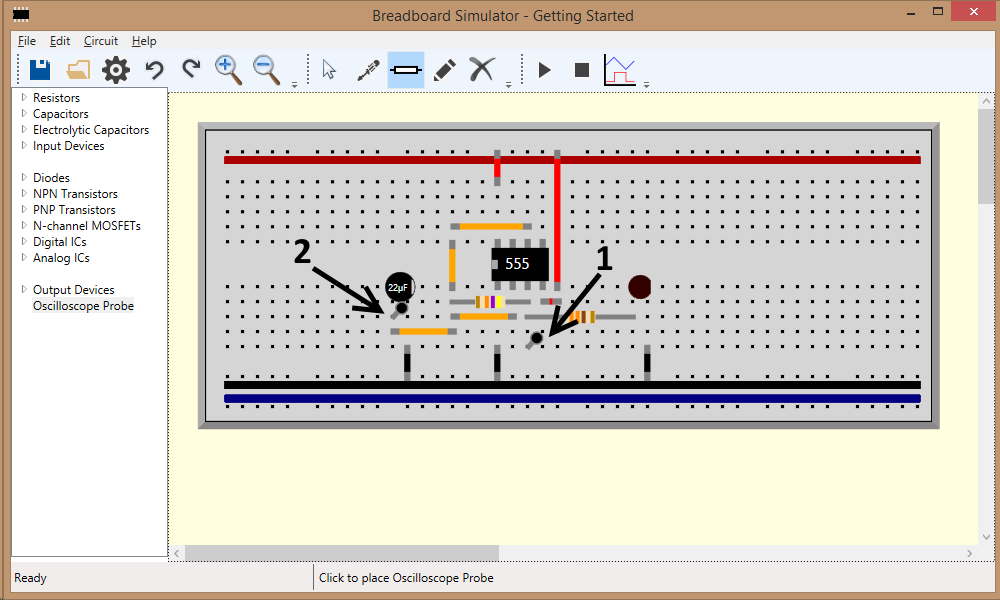 Breadboard Simulator - Getting Started
File Edit Circuit Help
Resistors
Capacitors
Electrolytic Capacitors
Input Devices
Diodes
NPN Transistors
PNP Transistors
N-channel MOSFETs
Digital ICs
Analog ICs
Output Devices
Oscilloscope Probe
2
1
555
22µF
Ready
Click to place Oscilloscope Probe